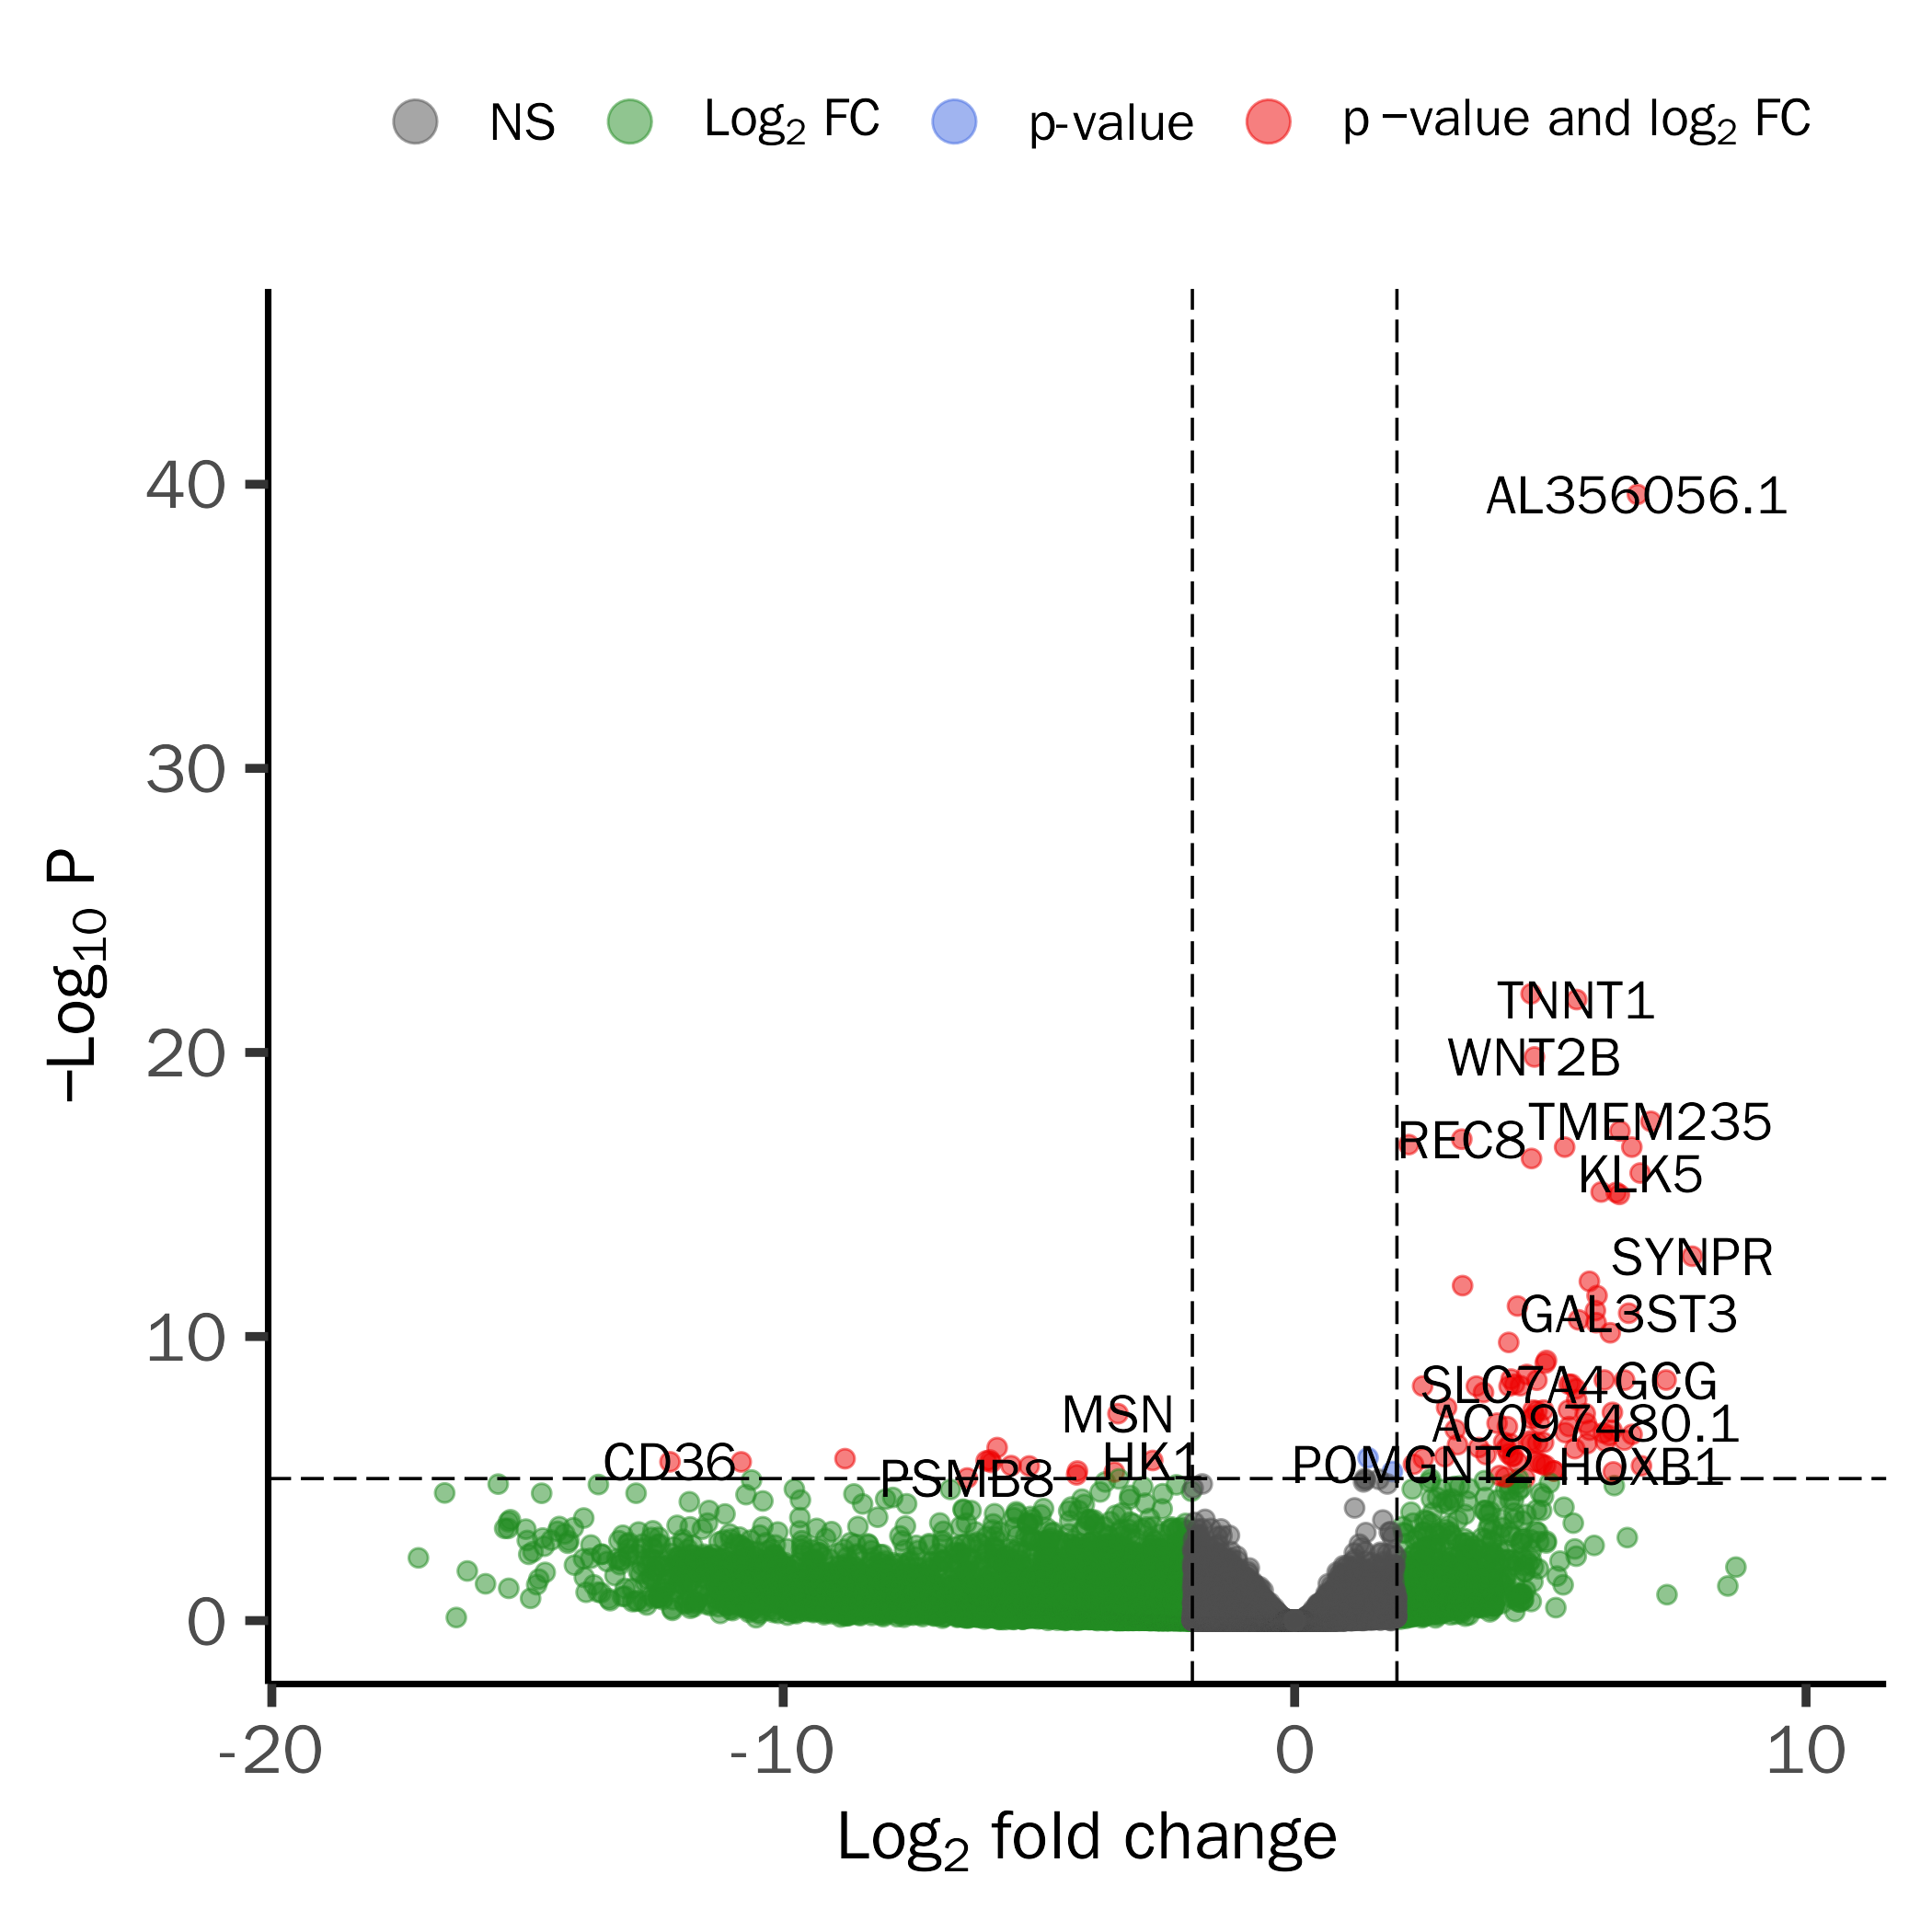 NS Log2 FC p-value p −value and log2 FC
−Log10 P
40
30
20
10
0
AL356056.1
TNNT1
WNT2B
TMEM235
REC8
KLK5
SYNPR
GAL3ST3
SLC7A4 GCG
MSN
AC097480.1
CD36 HK1 POMGNT2 HOXB1
PSMB8
-20 -10 0 10
Log2 fold change